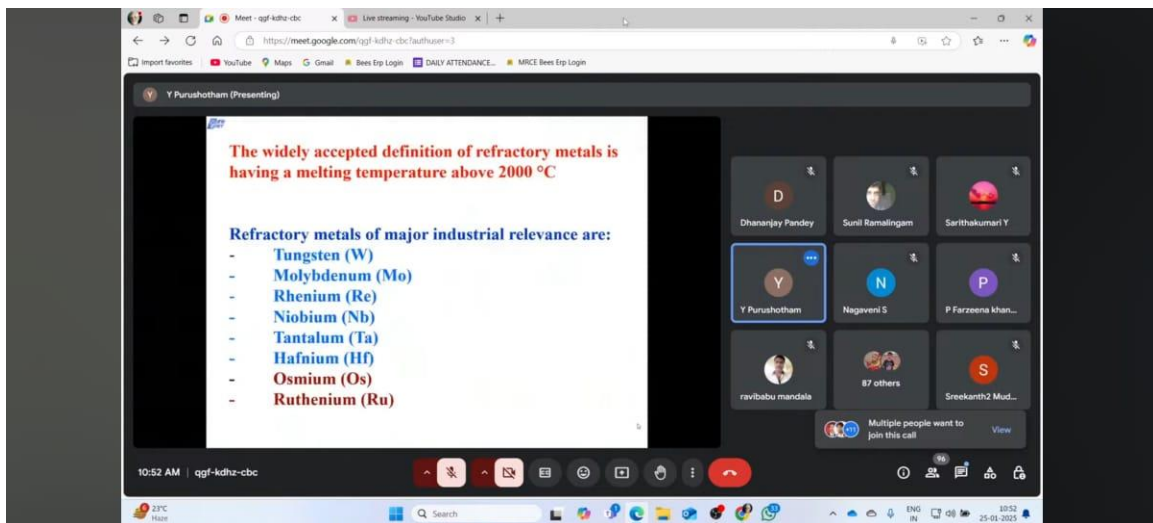 Meet - qgf-kdhz-cbc
Live streaming - YouTube Studio
https://meet.google.com/qgf-kdhz-cbc?authuser=3
Import favorites YouTube Maps Gmail Bees Erp Login DAILY ATTENDANCE... MRCE Bees Erp Login
Y Y Purushotham (Presenting)
The widely accepted definition of refractory metals is
having a melting temperature above 2000 °C
Refractory metals of major industrial relevance are:
- Tungsten (W)
- Molybdenum (Mo)
- Rhenium (Re)
- Niobium (Nb)
- Tantalum (Ta)
- Hafnium (Hf)
- Osmium (Os)
- Ruthenium (Ru)
D
Dhananjay Pandey
Sunil Ramalingam
Sarithakumari Y
Y
Y Purushotham
N
Nagaveni S
P
P Farzeena khan...
ravibabu mandala
87 others
S
Sreekanth2 Mud...
+11
Multiple people want to
join this call
View
10:52 AM | qgf-kdhz-cbc
96
23°C
Haze
Search
ENG
IN
10:52
25-01-2025